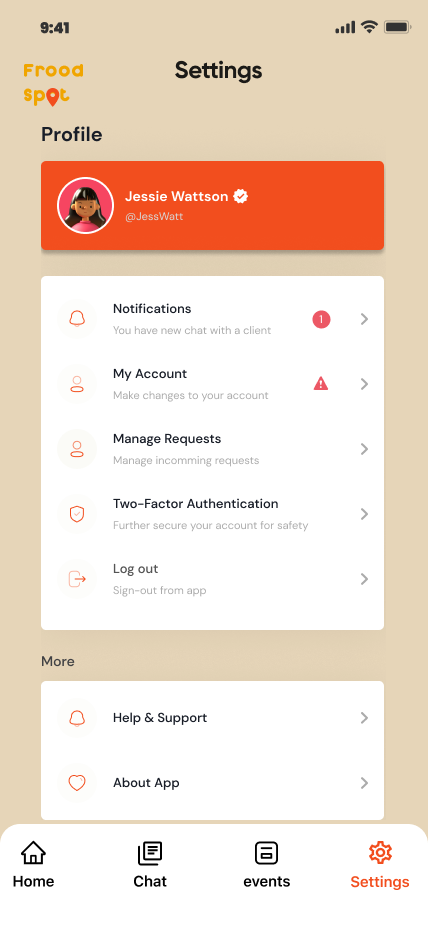 9:41
Frood
Spot
Settings
Profile
Jessie Wattson
@JessWatt
Notifications
You have new chat with a client
1
My Account
Make changes to your account
Manage Requests
Manage incomming requests
Two-Factor Authentication
Further secure your account for safety
Log out
Sign-out from app
More
Help & Support
About App
Home
Chat
events
Settings